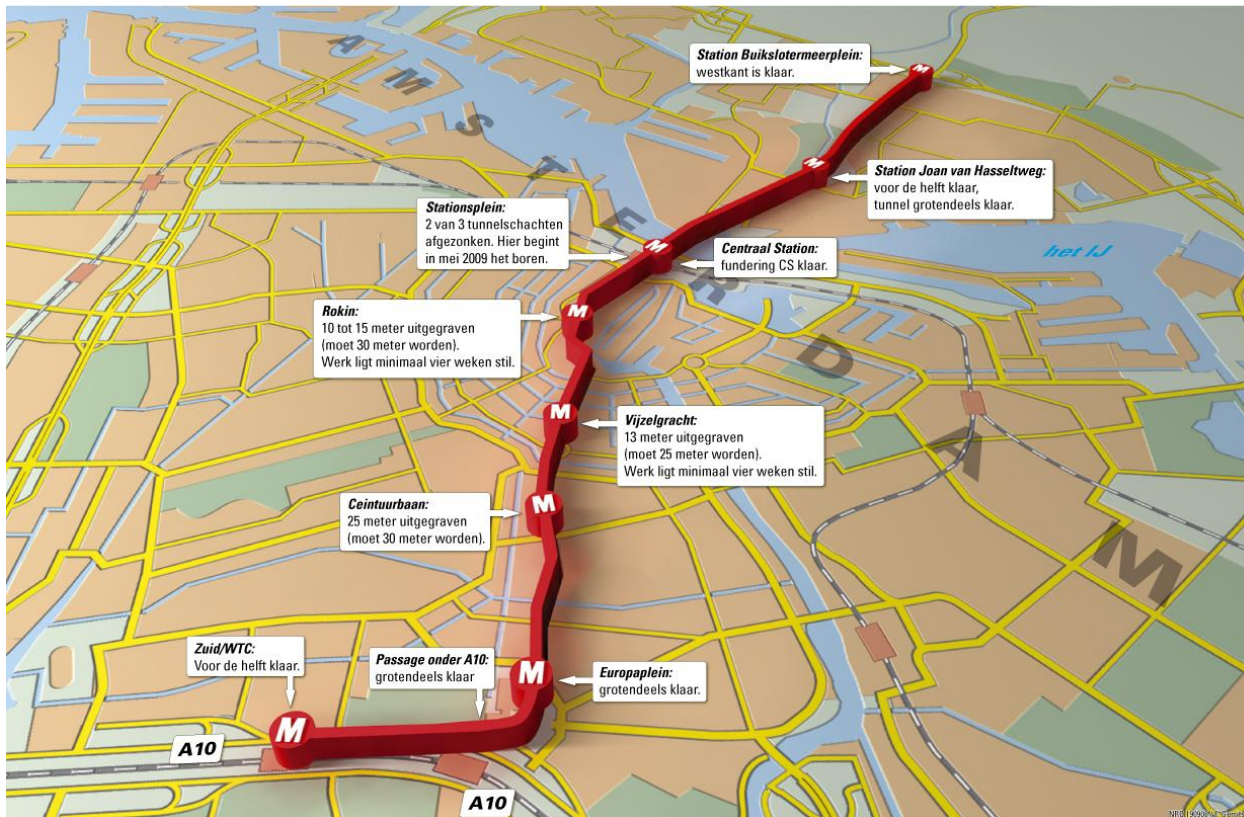 Station Buikslotermeerplein:
westkant is klaar.
Station Joan van Hasseltweg:
voor de helft klaar,
tunnel grotendeels klaar.
Stationsplein:
2 van 3 tunnelschachten
afgezonken. Hier begint
in mei 2009 het boren.
Centraal Station:
fundering CS klaar.
het IJ
Rokin:
10 tot 15 meter uitgegraven
(moet 30 meter worden).
Werk ligt minimaal vier weken stil.
Vijzelgracht:
13 meter uitgegraven
(moet 25 meter worden).
Werk ligt minimaal vier weken stil.
Ceintuurbaan:
25 meter uitgegraven
(moet 30 meter worden).
Zuid/WTC:
Voor de helft klaar.
Passage onder A10:
grotendeels klaar
Europaplein:
grotendeels klaar.
A10
A10
AMSTERDAM
M
M
M
M
M
M
M
M